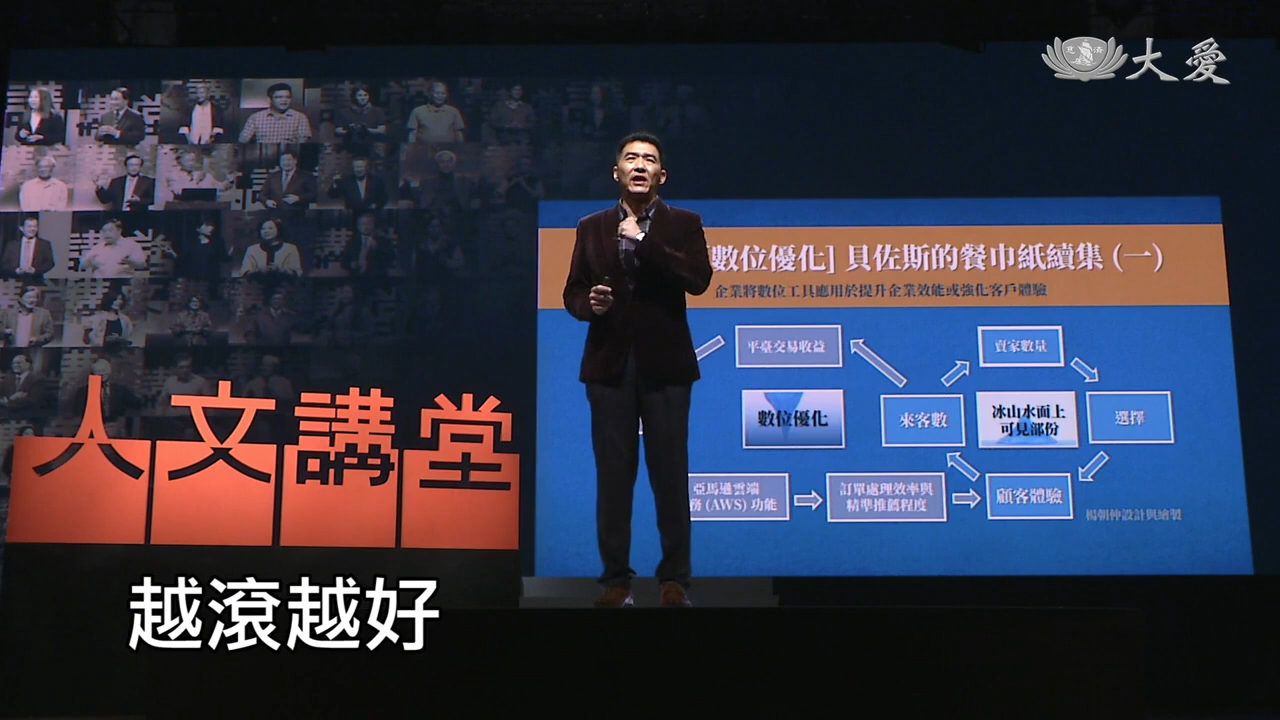 慈濟
大愛
數位優化] 貝佐斯的餐巾紙續集 (一)
企業將數位工具應用於提升企業效能或強化客戶體驗
平臺交易收益
賣家數量
數位優化
來客數
冰山水面上
可見部份
選擇
亞馬遜雲端
務 (AWS) 功能
訂單處理效率與
精準推薦程度
顧客體驗
楊朝仲設計與繪製
人文講堂
越滾越好